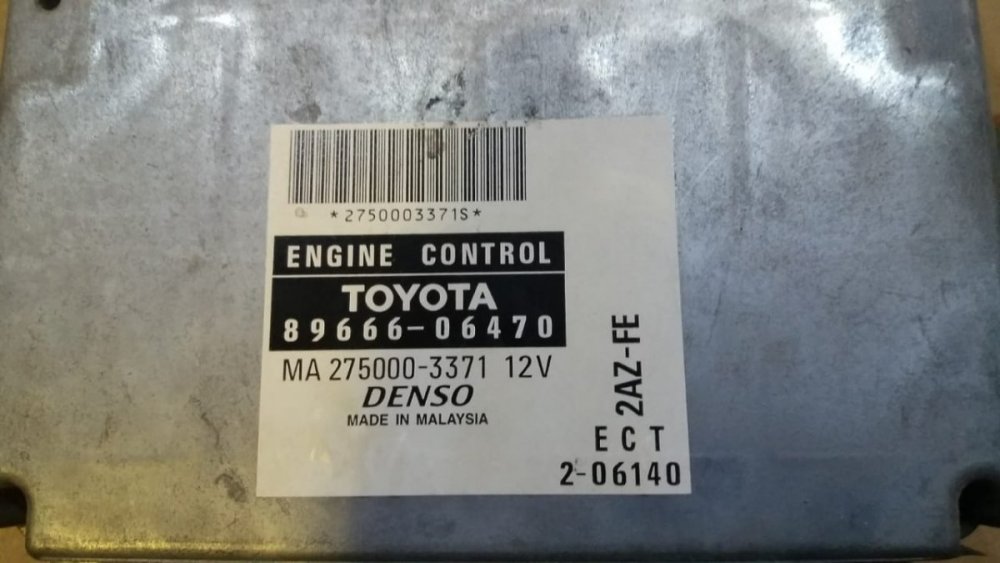 *2750003371S*
ENGINE CONTROL
TOYOTA
89666-06470
MA 275000-3371 12V
DENSO
MADE IN MALAYSIA
2AZ-FE
ECT
2-06140